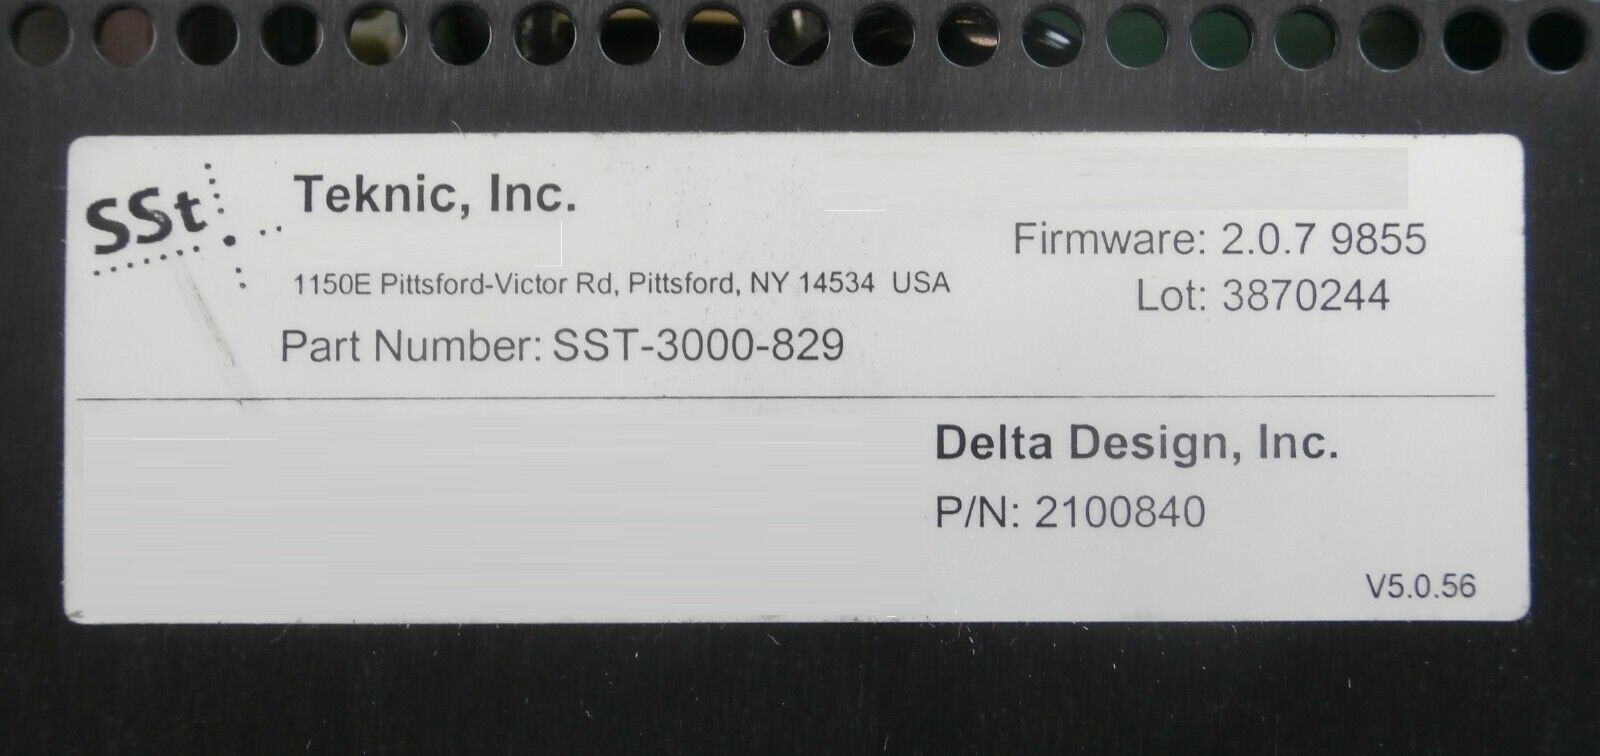 SSt
Teknic, Inc.
1150E Pittsford-Victor Rd, Pittsford, NY 14534 USA
Part Number: SST-3000-829
Firmware: 2.0.7 9855
Lot: 3870244
Delta Design, Inc.
P/N: 2100840
V5.0.56